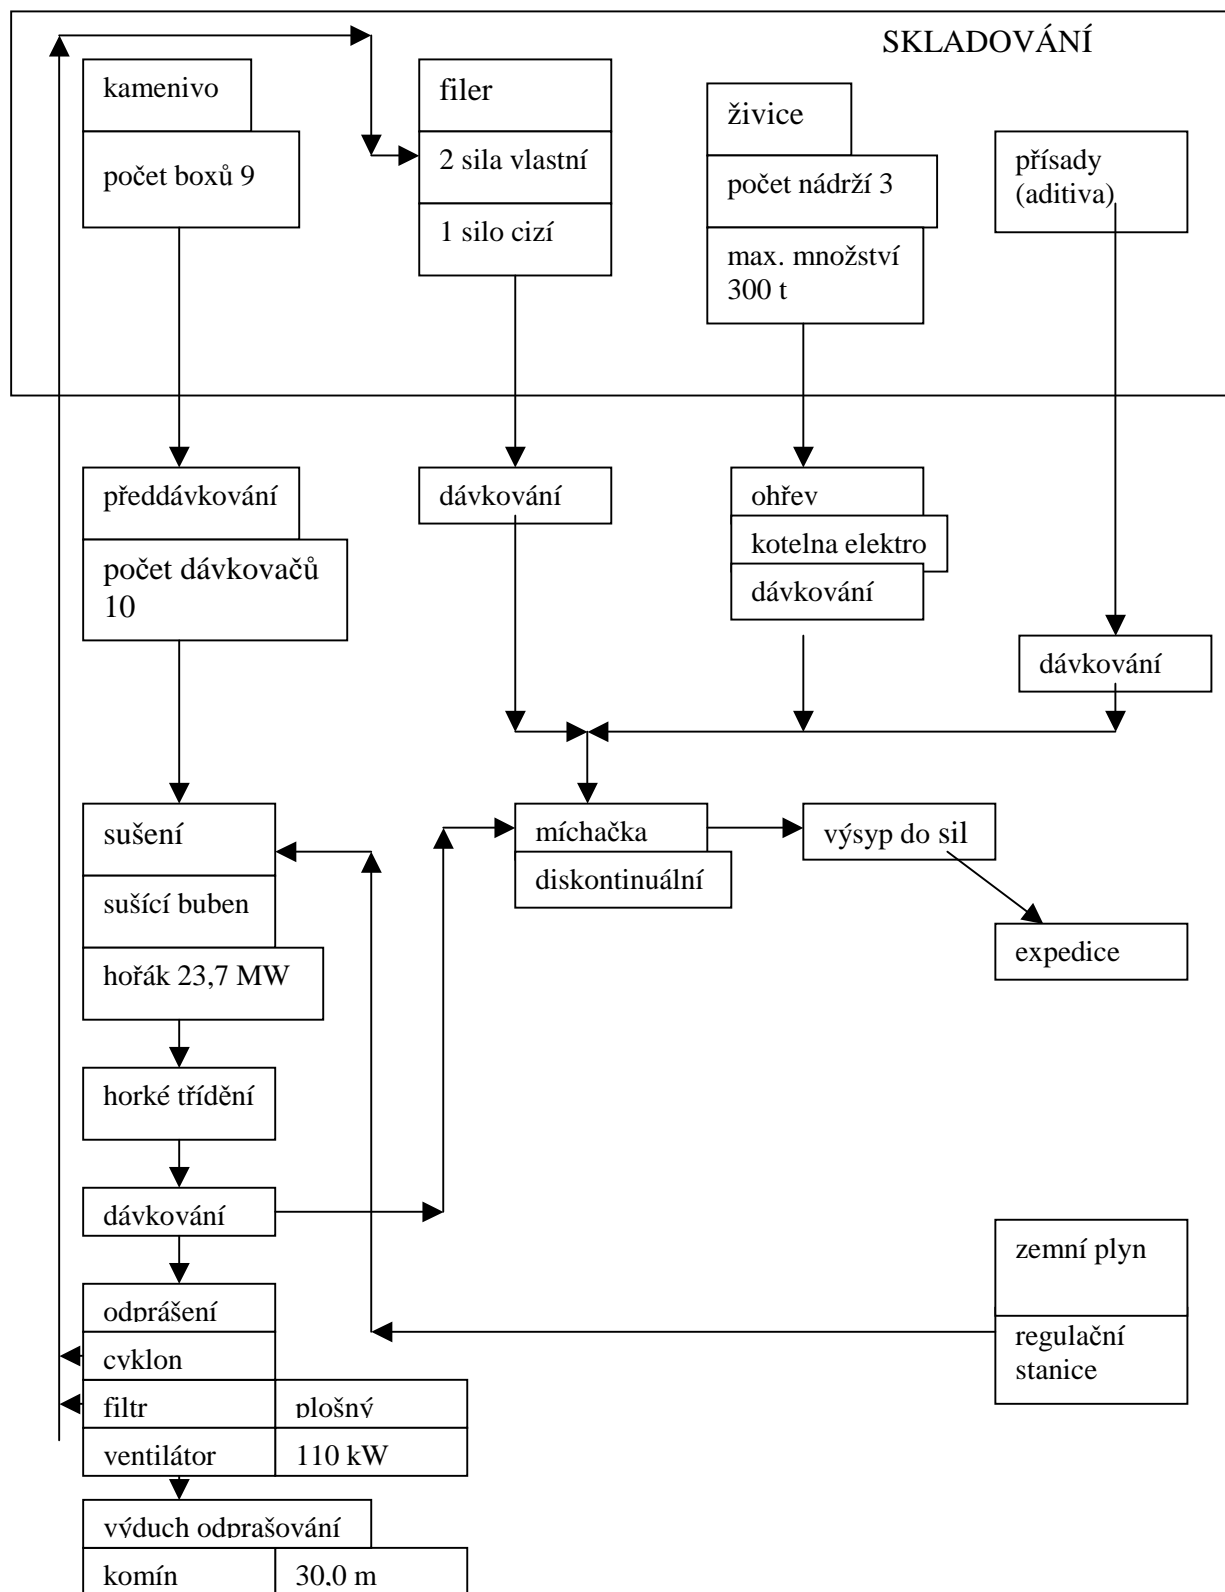 SKLADOVÁNÍ
kamenivo
počet boxů 9
filer
2 sila vlastní
1 silo cizí
živice
počet nádrží 3
max. množství
300 t
přísady
(aditiva)
předdávkování
počet dávkovačů
10
dávkování
ohřev
kotelna elektro
dávkování
dávkování
sušení
sušící buben
hořák 23,7 MW
míchačka
diskontinuální
výsyp do sil
expedice
horké třídění
dávkování
zemní plyn
regulační
stanice
odprášení
cyklon
filtr plošný
ventilátor 110 kW
výduch odprašování
komín 30,0 m